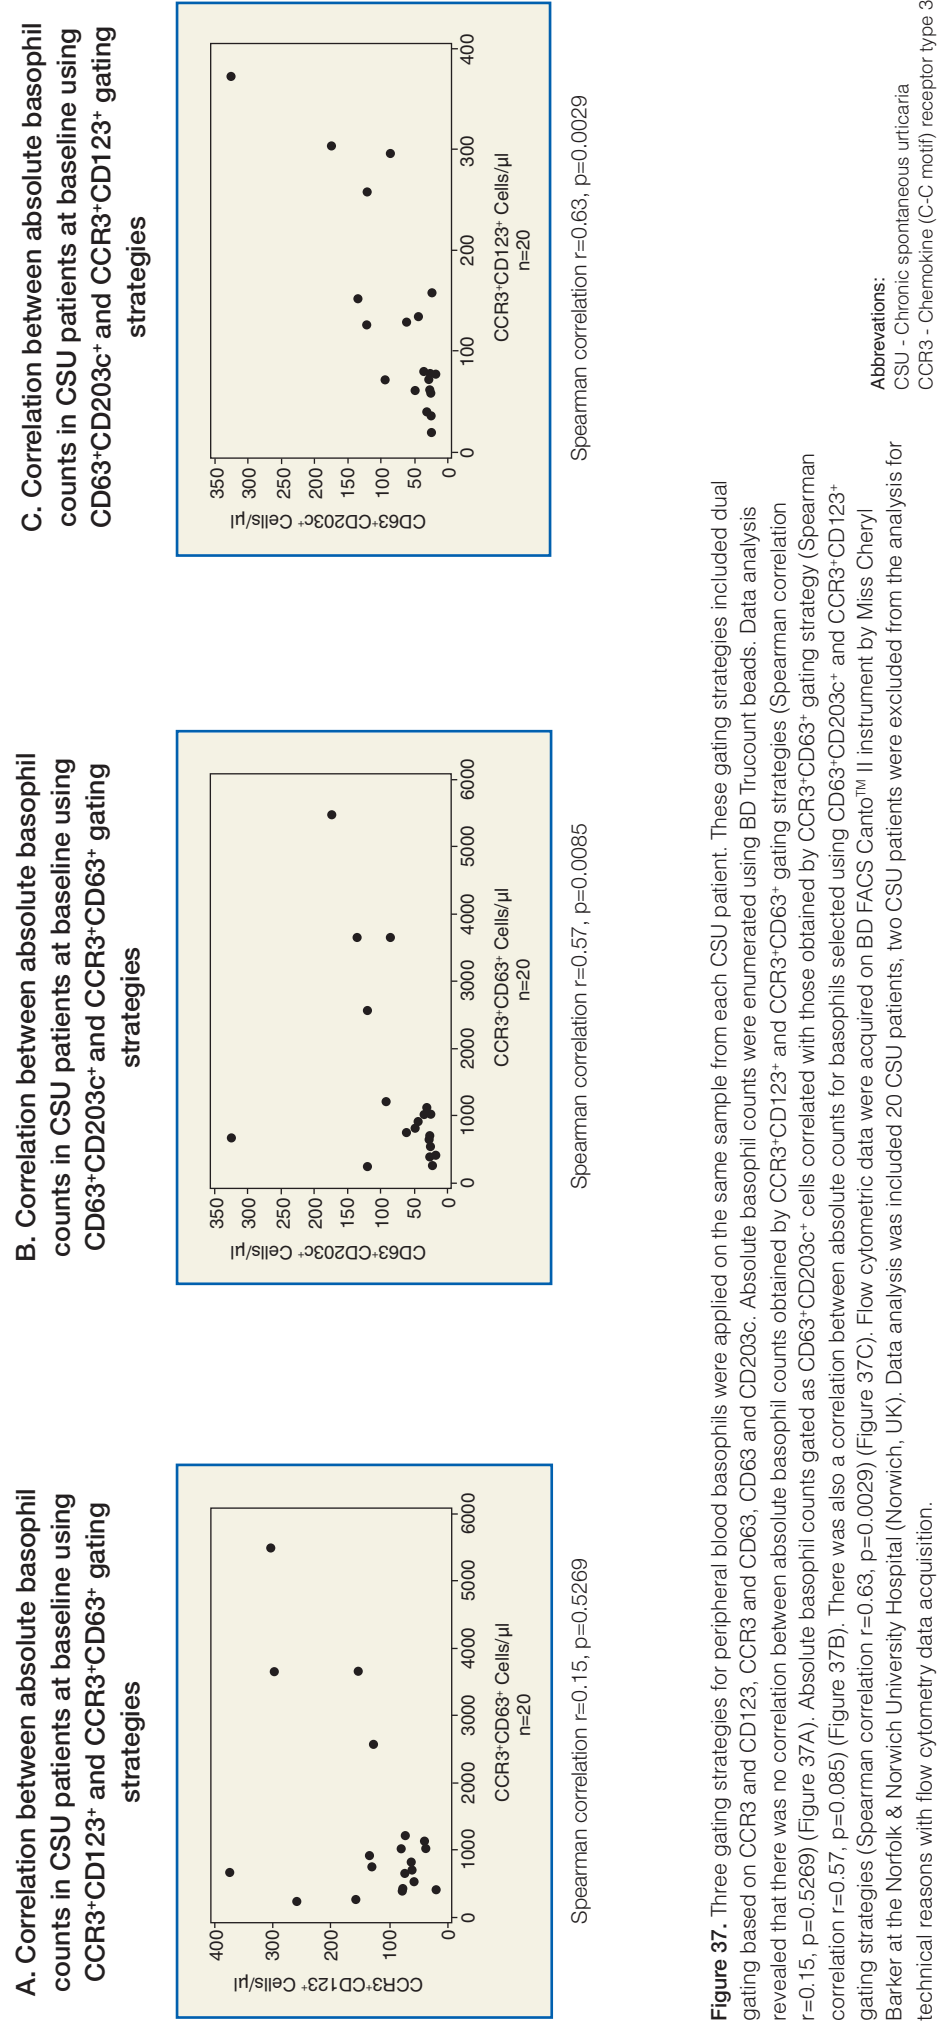 A. Correlation between absolute basophil
counts in CSU patients at baseline using
CCR3⁺CD123⁺ and CCR3⁺CD63⁺ gating
strategies
CCR3⁺CD123⁺ Cells/µl
400
300
200
100
0
0
1000
2000
3000
4000
5000
6000
CCR3⁺CD63⁺ Cells/µl
n=20
Spearman correlation r=0.15, p=0.5269
B. Correlation between absolute basophil
counts in CSU patients at baseline using
CD63⁺CD203c⁺ and CCR3⁺CD63⁺ gating
strategies
CD63⁺CD203c⁺ Cells/µl
350
300
250
200
150
100
50
0
0
1000
2000
3000
4000
5000
6000
CCR3⁺CD63⁺ Cells/µl
n=20
Spearman correlation r=0.57, p=0.0085
C. Correlation between absolute basophil
counts in CSU patients at baseline using
CD63⁺CD203c⁺ and CCR3⁺CD123⁺ gating
strategies
CD63⁺CD203c⁺ Cells/µl
350
300
250
200
150
100
50
0
0
100
200
300
400
CCR3⁺CD123⁺ Cells/µl
n=20
Spearman correlation r=0.63, p=0.0029
Figure 37. Three gating strategies for peripheral blood basophils were applied on the same sample from each CSU patient. These gating strategies included dual
gating based on CCR3 and CD123, CCR3 and CD63, CD63 and CD203c. Absolute basophil counts were enumerated using BD Trucount beads. Data analysis
revealed that there was no correlation between absolute basophil counts obtained by CCR3⁺CD123⁺ and CCR3⁺CD63⁺ gating strategies (Spearman correlation
r=0.15, p=0.5269) (Figure 37A). Absolute basophil counts gated as CD63⁺CD203c⁺ cells correlated with those obtained by CCR3⁺CD63⁺ gating strategy (Spearman
correlation r=0.57, p=0.085) (Figure 37B). There was also a correlation between absolute counts for basophils selected using CD63⁺CD203c⁺ and CCR3⁺CD123⁺
gating strategies (Spearman correlation r=0.63, p=0.0029) (Figure 37C). Flow cytometric data were acquired on BD FACS Canto™ II instrument by Miss Cheryl
Barker at the Norfolk & Norwich University Hospital (Norwich, UK). Data analysis was included 20 CSU patients, two CSU patients were excluded from the analysis for
technical reasons with flow cytometry data acquisition.
Abbrevations:
CSU - Chronic spontaneous urticaria
CCR3 - Chemokine (C-C motif) receptor type 3